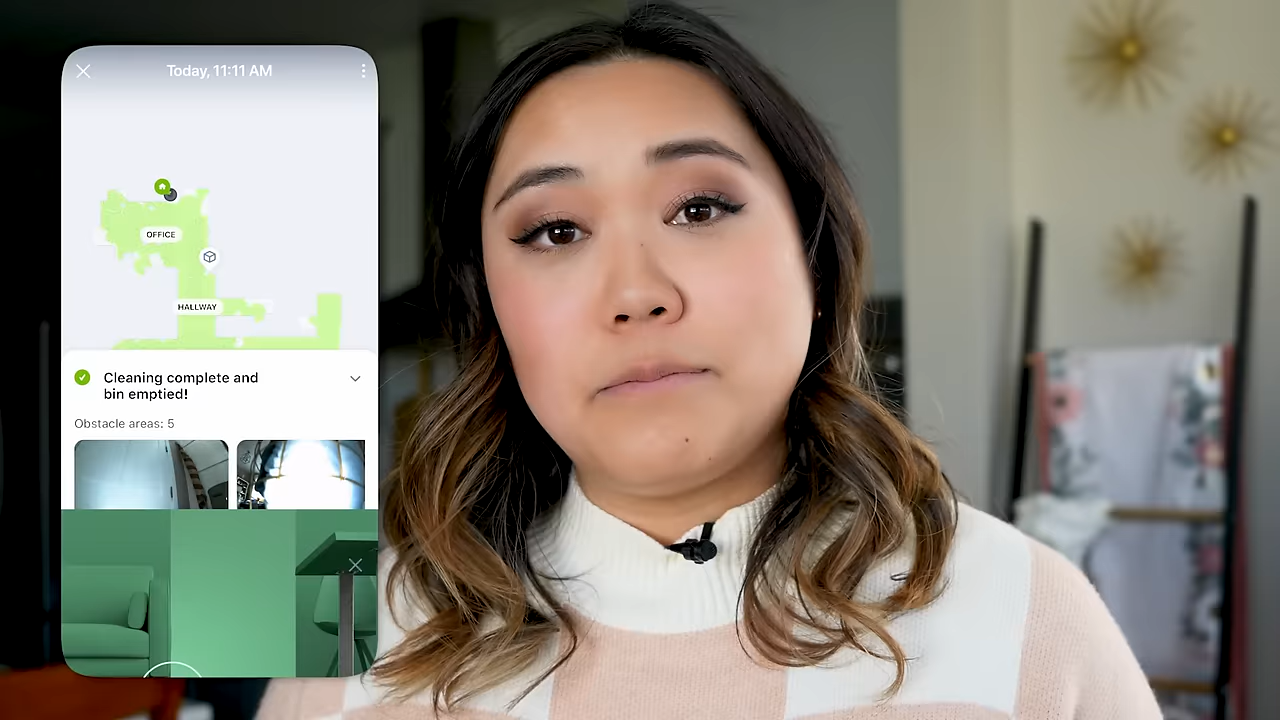 Today, 11:11 AM
OFFICE
HALLWAY
Cleaning complete and
bin emptied!
Obstacle areas: 5